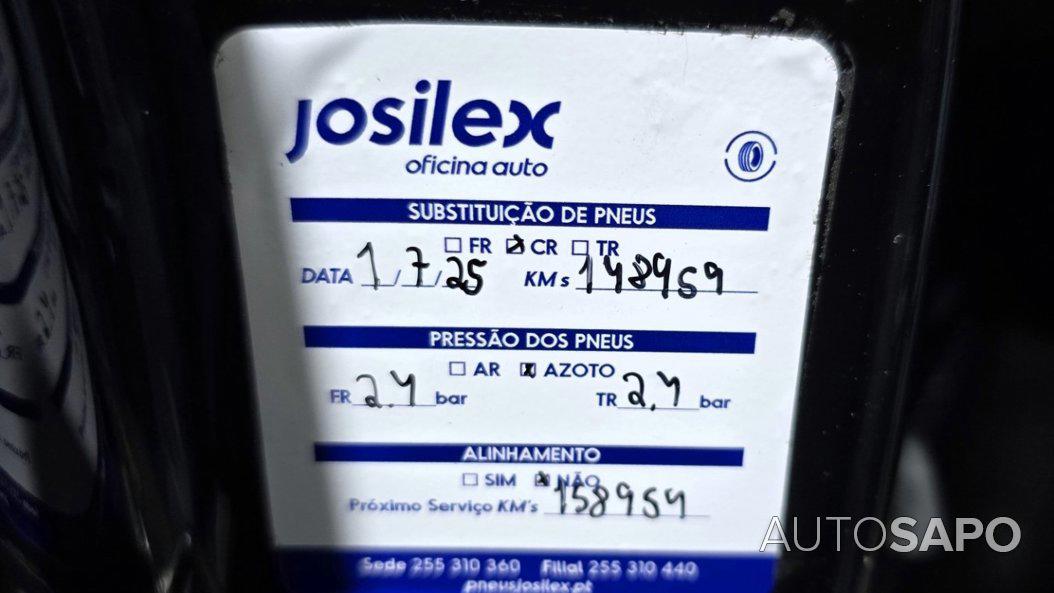 josilex
oficina auto
SUBSTITUIÇÃO DE PNEUS
FR CR TR
DATA 1/7/25 KMs 148959
PRESSÃO DOS PNEUS
AR AZOTO
FR 2.4 bar TR 2.4 bar
ALINHAMENTO
SIM NÃO
Próximo Serviço KM's 158959
Sede 255 310 360 Filial 255 310 440
pneusjosilex.pt
AUTOSAPO